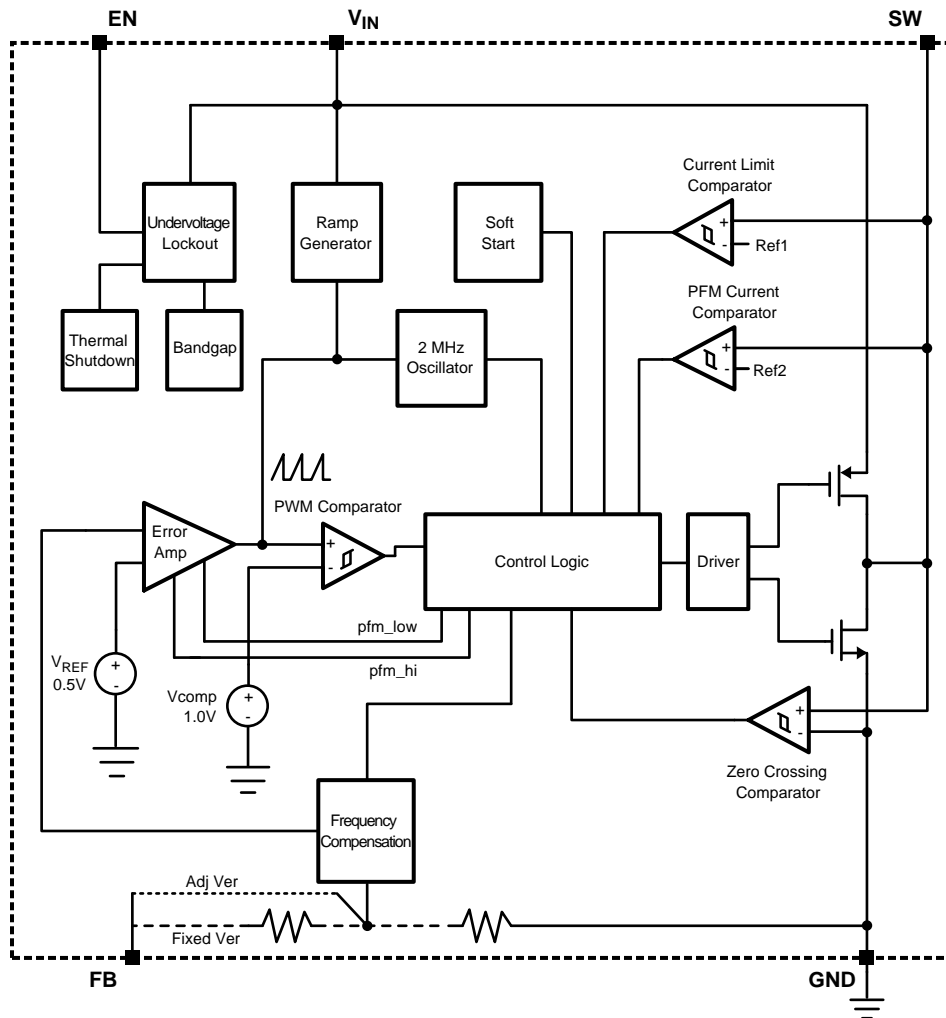 EN
VIN
SW
Current Limit
Comparator
Undervoltage
Lockout
Ramp
Generator
Soft
Start
+
-
Ref1
PFM Current
Comparator
Thermal
Shutdown
Bandgap
2 MHz
Oscillator
+
-
Ref2
PWM Comparator
Error
Amp
+
-
Control Logic
Driver
pfm_low
pfm_hi
VREF
0.5V
+
-
Vcomp
1.0V
+
-
+
-
Zero Crossing
Comparator
Frequency
Compensation
Adj Ver
Fixed Ver
FB
GND